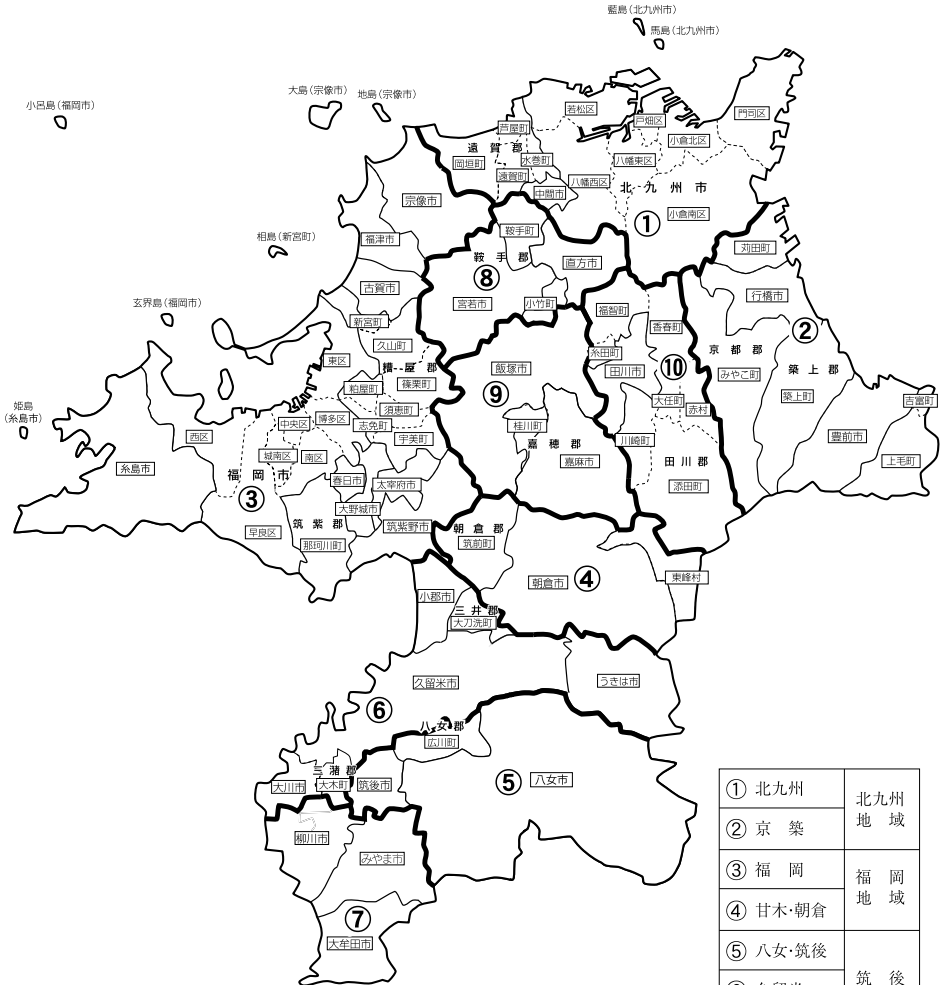 藍島(北九州市)
馬島(北九州市)
大島(宗像市)
地島(宗像市)
小呂島(福岡市)
若松区
戸畑区
門司区
芦屋町
小倉北区
遠賀郡
岡垣町
水巻町
八幡東区
遠賀町
八幡西区
中間市
北九州市
宗像市
小倉南区
①
鞍手町
福津市
相島(新宮町)
鞍手郡
直方市
苅田町
⑧
古賀市
宮若市
小竹町
行橋市
玄界島(福岡市)
福智町
新宮町
香春町
②
久山町
京都郡
東区
糟屋郡
飯塚市
糸田町
田川市
⑩
みやこ町
築上郡
粕屋町
篠栗町
⑨
姫島
(糸島市)
大任町
赤村
築上町
吉富町
中央区
博多区
須恵町
志免町
桂川町
西区
宇美町
嘉穂郡
川崎町
豊前市
城南区
南区
嘉麻市
田川郡
上毛町
糸島市
福岡市
春日市
太宰府市
添田町
③
大野城市
早良区
筑紫郡
筑紫野市
朝倉郡
那珂川町
筑前町
朝倉市
④
東峰村
小郡市
三井郡
大刀洗町
久留米市
うきは市
⑥
八女郡
広川町
三潴郡
大川市
大木町
筑後市
⑤
八女市
柳川市
みやま市
⑦
大牟田市
① 北九州
北九州
地域
② 京築
③ 福岡
福岡
地域
④ 甘木・朝倉
⑤ 八女・筑後
筑後